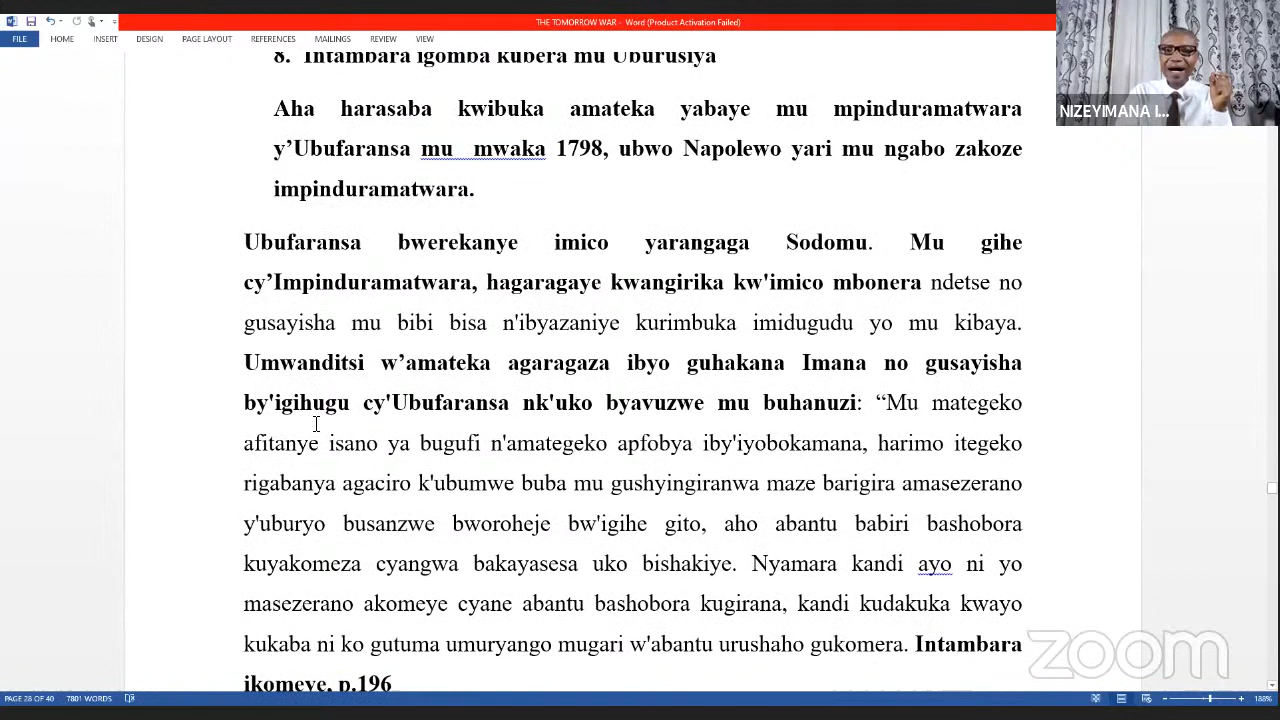 THE TOMORROW WAR - Word (Product Activation Failed)
FILE HOME INSERT DESIGN PAGE LAYOUT REFERENCES MAILINGS REVIEW VIEW
NIZEYIMANA I...
8. Intambara igomba kubera mu Uburusiya
Aha harasaba kwibuka amateka yabaye mu mpinduramatwara
y’Ubufaransa mu mwaka 1798, ubwo Napolewo yari mu ngabo zakoze
impinduramatwara.
Ubufaransa bwerekanye imico yarangaga Sodomu. Mu gihe
cy’Impinduramatwara, hagaragaye kwangirika kw'imico mbonera ndetse no
gusayisha mu bibi bisa n'ibyazaniye kurimbuka imidugudu yo mu kibaya.
Umwanditsi w’amateka agaragaza ibyo guhakana Imana no gusayisha
by'igihugu cy'Ubufaransa nk'uko byavuzwe mu buhanuzi: “Mu mategeko
afitanye isano ya bugufi n'amategeko apfobya iby'iyobokamana, harimo itegeko
rigabanya agaciro k'ubumwe buba mu gushyingiranwa maze barigira amasezerano
y'uburyo busanzwe bworoheje bw'igihe gito, aho abantu babiri bashobora
kuyakomeza cyangwa bakayasesa uko bishakiye. Nyamara kandi ayo ni yo
masezerano akomeye cyane abantu bashobora kugirana, kandi kudakuka kwayo
kukaba ni ko gutuma umuryango mugari w'abantu urushaho gukomera. Intambara
ikomeye, p.196
zoom
PAGE 28 OF 40 7801 WORDS 188%